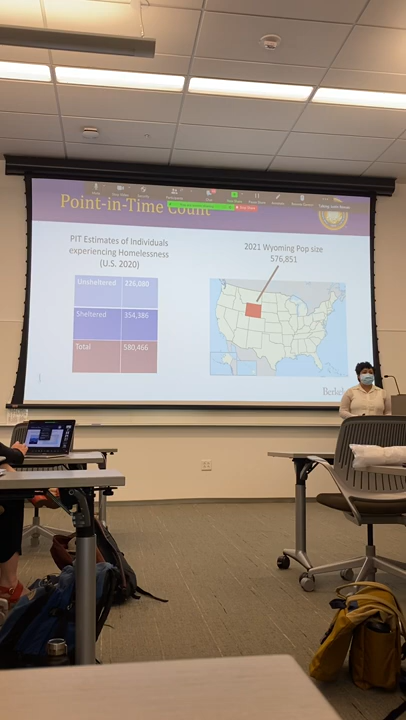 Point-in-Time Count
PIT Estimates of Individuals
experiencing Homelessness
(U.S. 2020)
Unsheltered 226,080
Sheltered 354,386
Total 580,466
2021 Wyoming Pop size
576,851